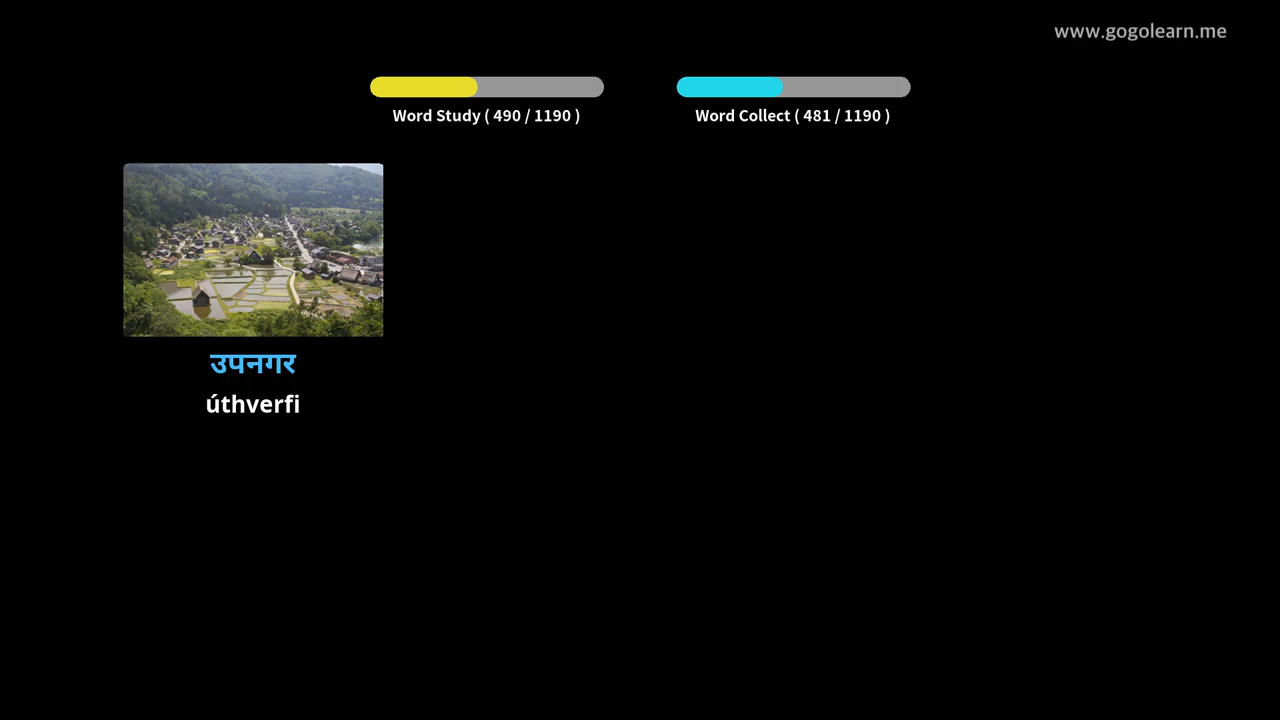 www.gogolearn.me
Word Study ( 490 / 1190 )
Word Collect ( 481 / 1190 )
उपनगर
úthverfi